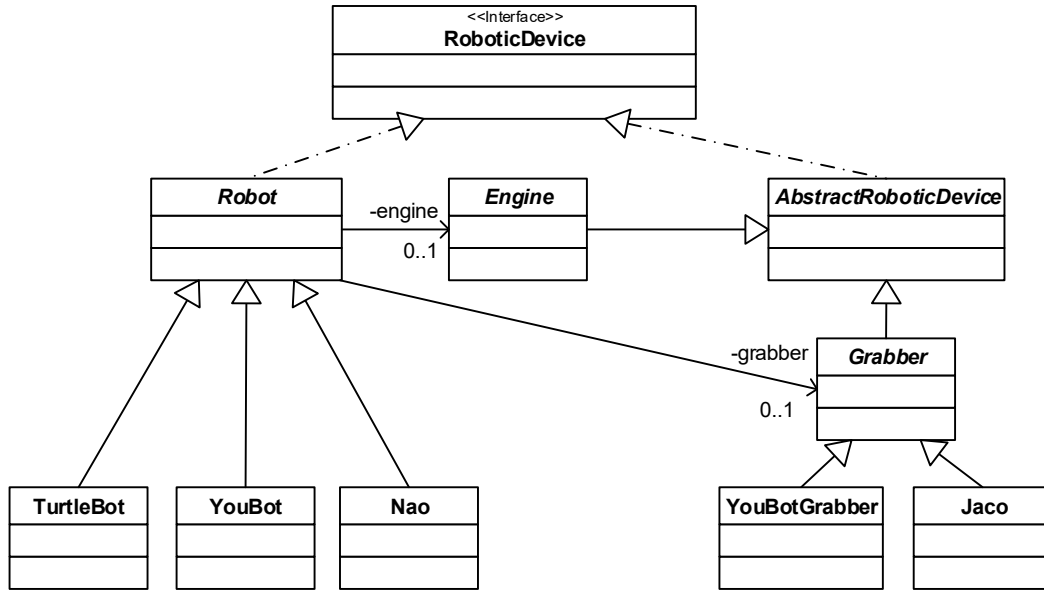 <<Interface>>
RoboticDevice
Robot
-engine
0..1
Engine
AbstractRoboticDevice
-grabber
0..1
Grabber
TurtleBot
YouBot
Nao
YouBotGrabber
Jaco